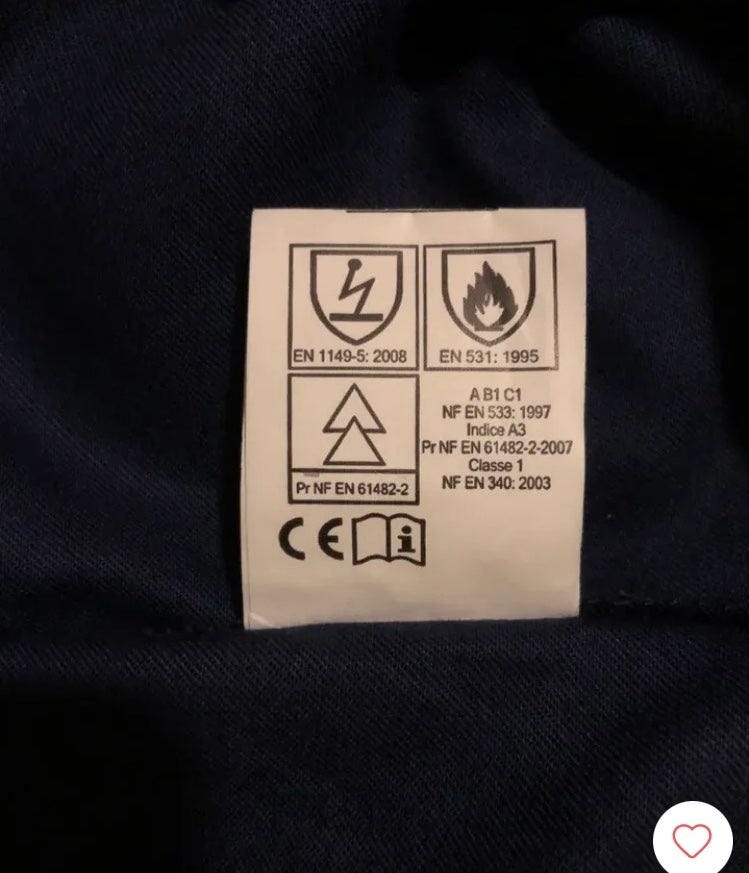 EN 1149-5: 2008
EN 531: 1995
A B1 C1
NF EN 533: 1997
Indice A3
Pr NF EN 61482-2-2007
Classe 1
NF EN 340: 2003
Pr NF EN 61482-2
CE i